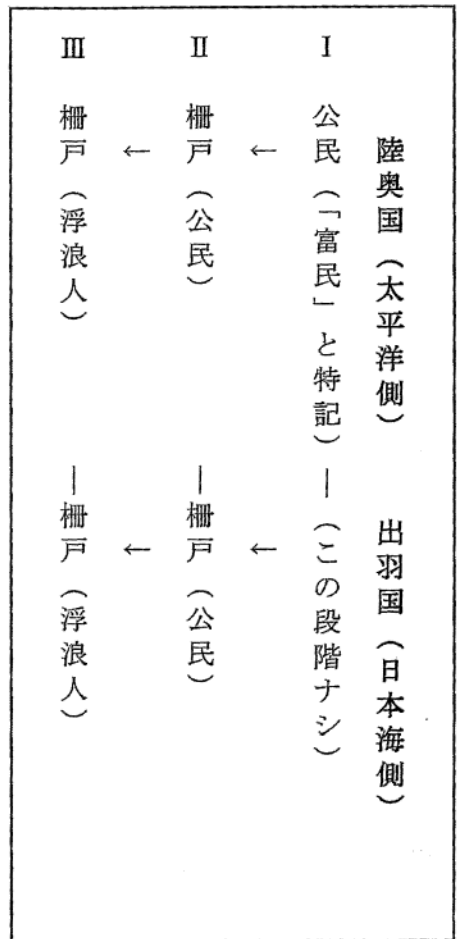 陸奥国（太平洋側）　出羽国（日本海側）
Ⅰ　公民（「富民」と特記）―（この段階ナシ）
←　←
Ⅱ　柵戸（公民）　―柵戸（公民）
←　←
Ⅲ　柵戸（浮浪人）　―柵戸（浮浪人）